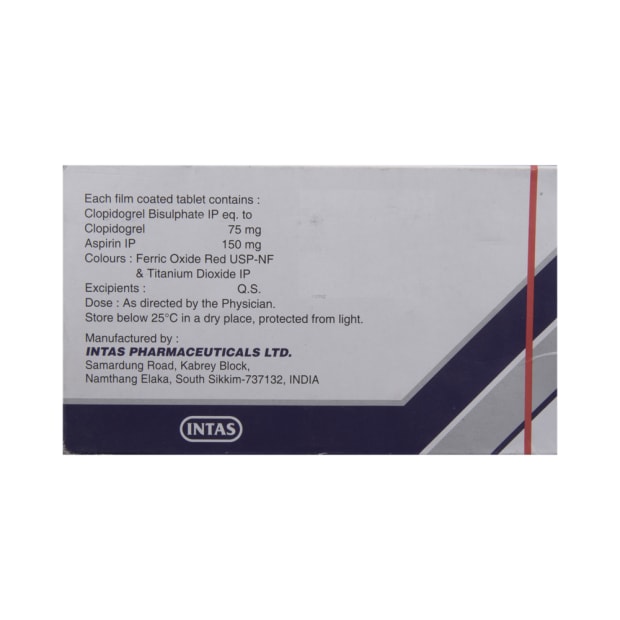 Each film coated tablet contains :
Clopidogrel Bisulphate IP eq. to
Clopidogrel 75 mg
Aspirin IP 150 mg
Colours : Ferric Oxide Red USP-NF
& Titanium Dioxide IP
Excipients : Q.S.
Dose : As directed by the Physician.
Store below 25°C in a dry place, protected from light.
Manufactured by :
INTAS PHARMACEUTICALS LTD.
Samardung Road, Kabrey Block,
Namthang Elaka, South Sikkim-737132, INDIA
INTAS